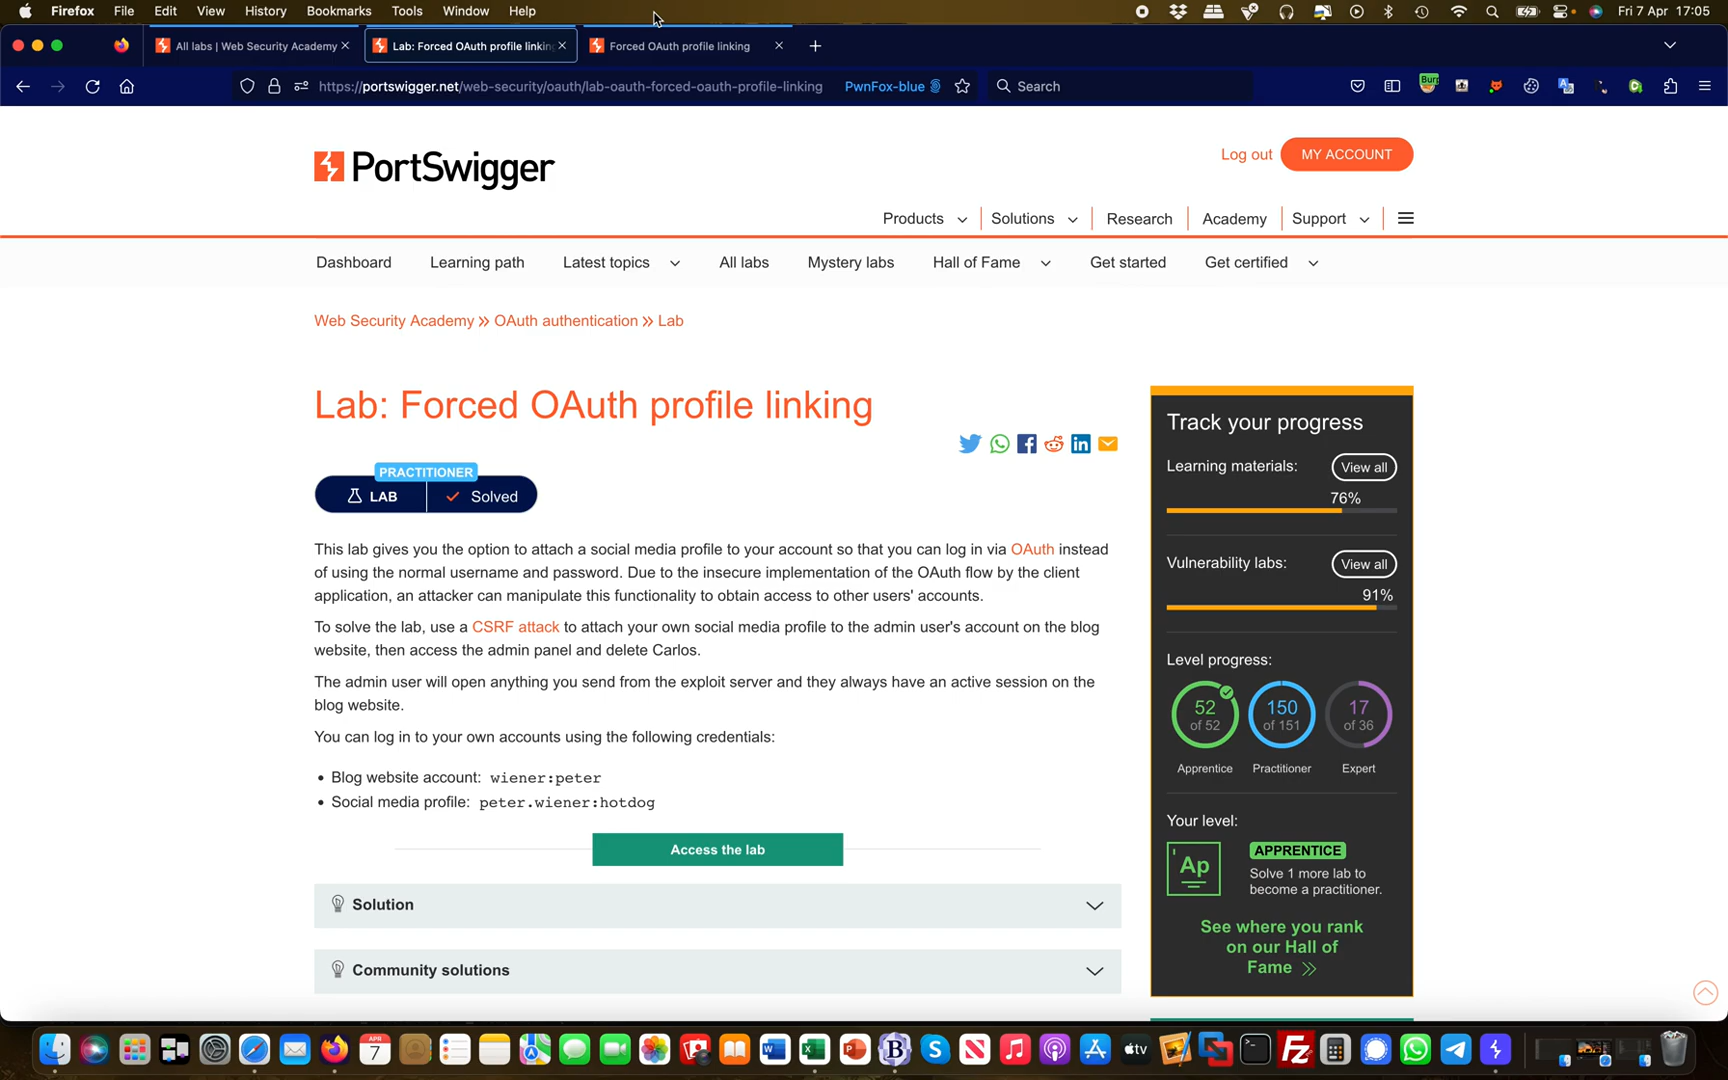 Firefox File Edit View History Bookmarks Tools Window Help
Fri 7 Apr 17:05
All labs | Web Security Academy
Lab: Forced OAuth profile linkin
Forced OAuth profile linking
https://portswigger.net/web-security/oauth/lab-oauth-forced-oauth-profile-linking
PwnFox-blue
Search
Burp
PortSwigger
Log out
MY ACCOUNT
Products
Solutions
Research
Academy
Support
Dashboard
Learning path
Latest topics
All labs
Mystery labs
Hall of Fame
Get started
Get certified
Web Security Academy » OAuth authentication » Lab
Lab: Forced OAuth profile linking
PRACTITIONER
LAB
Solved
This lab gives you the option to attach a social media profile to your account so that you can log in via OAuth instead
of using the normal username and password. Due to the insecure implementation of the OAuth flow by the client
application, an attacker can manipulate this functionality to obtain access to other users' accounts.
To solve the lab, use a CSRF attack to attach your own social media profile to the admin user's account on the blog
website, then access the admin panel and delete Carlos.
The admin user will open anything you send from the exploit server and they always have an active session on the
blog website.
You can log in to your own accounts using the following credentials:
• Blog website account: wiener:peter
• Social media profile: peter.wiener:hotdog
Access the lab
Solution
Community solutions
Track your progress
Learning materials:
View all
76%
Vulnerability labs:
View all
91%
Level progress:
52
of 52
150
of 151
17
of 36
Apprentice
Practitioner
Expert
Your level:
Ap
APPRENTICE
Solve 1 more lab to
become a practitioner.
See where you rank
on our Hall of
Fame »
APR
7
tv